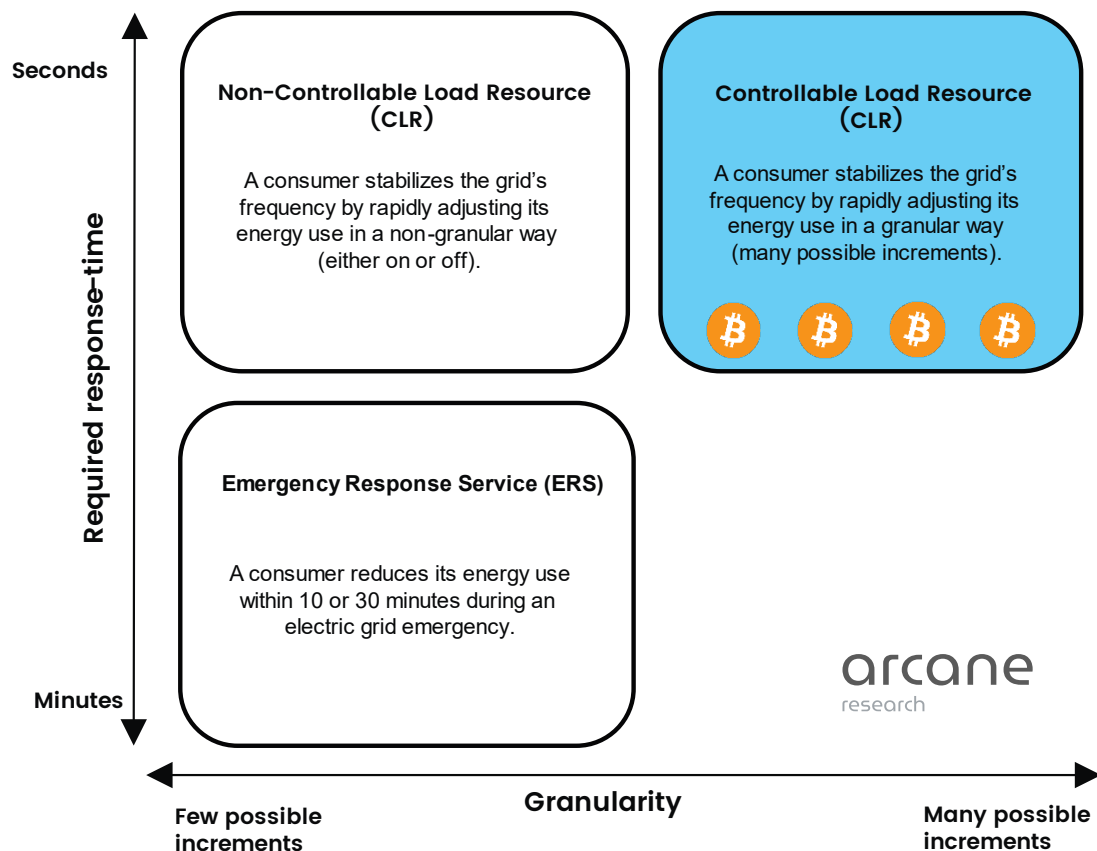 Seconds
Required response-time
Minutes
Non-Controllable Load Resource
(CLR)
A consumer stabilizes the grid's
frequency by rapidly adjusting its
energy use in a non-granular way
(either on or off).
Controllable Load Resource
(CLR)
A consumer stabilizes the grid's
frequency by rapidly adjusting its
energy use in a granular way
(many possible increments).
Emergency Response Service (ERS)
A consumer reduces its energy use
within 10 or 30 minutes during an
electric grid emergency.
arcane
research
Few possible
increments
Granularity
Many possible
increments